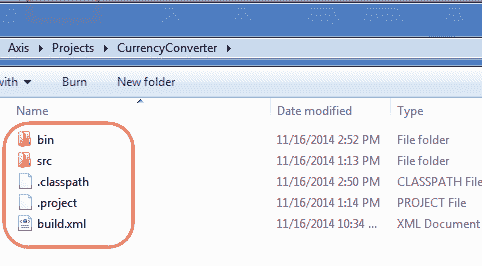 Axis Projects CurrencyConverter
with Burn New folder
Name Date modified Type
bin 11/16/2014 2:52 PM File folder
src 11/16/2014 1:13 PM File folder
.classpath 11/16/2014 2:50 PM CLASSPATH File
.project 11/16/2014 1:14 PM PROJECT File
build.xml 11/16/2014 10:34 ... XML Document